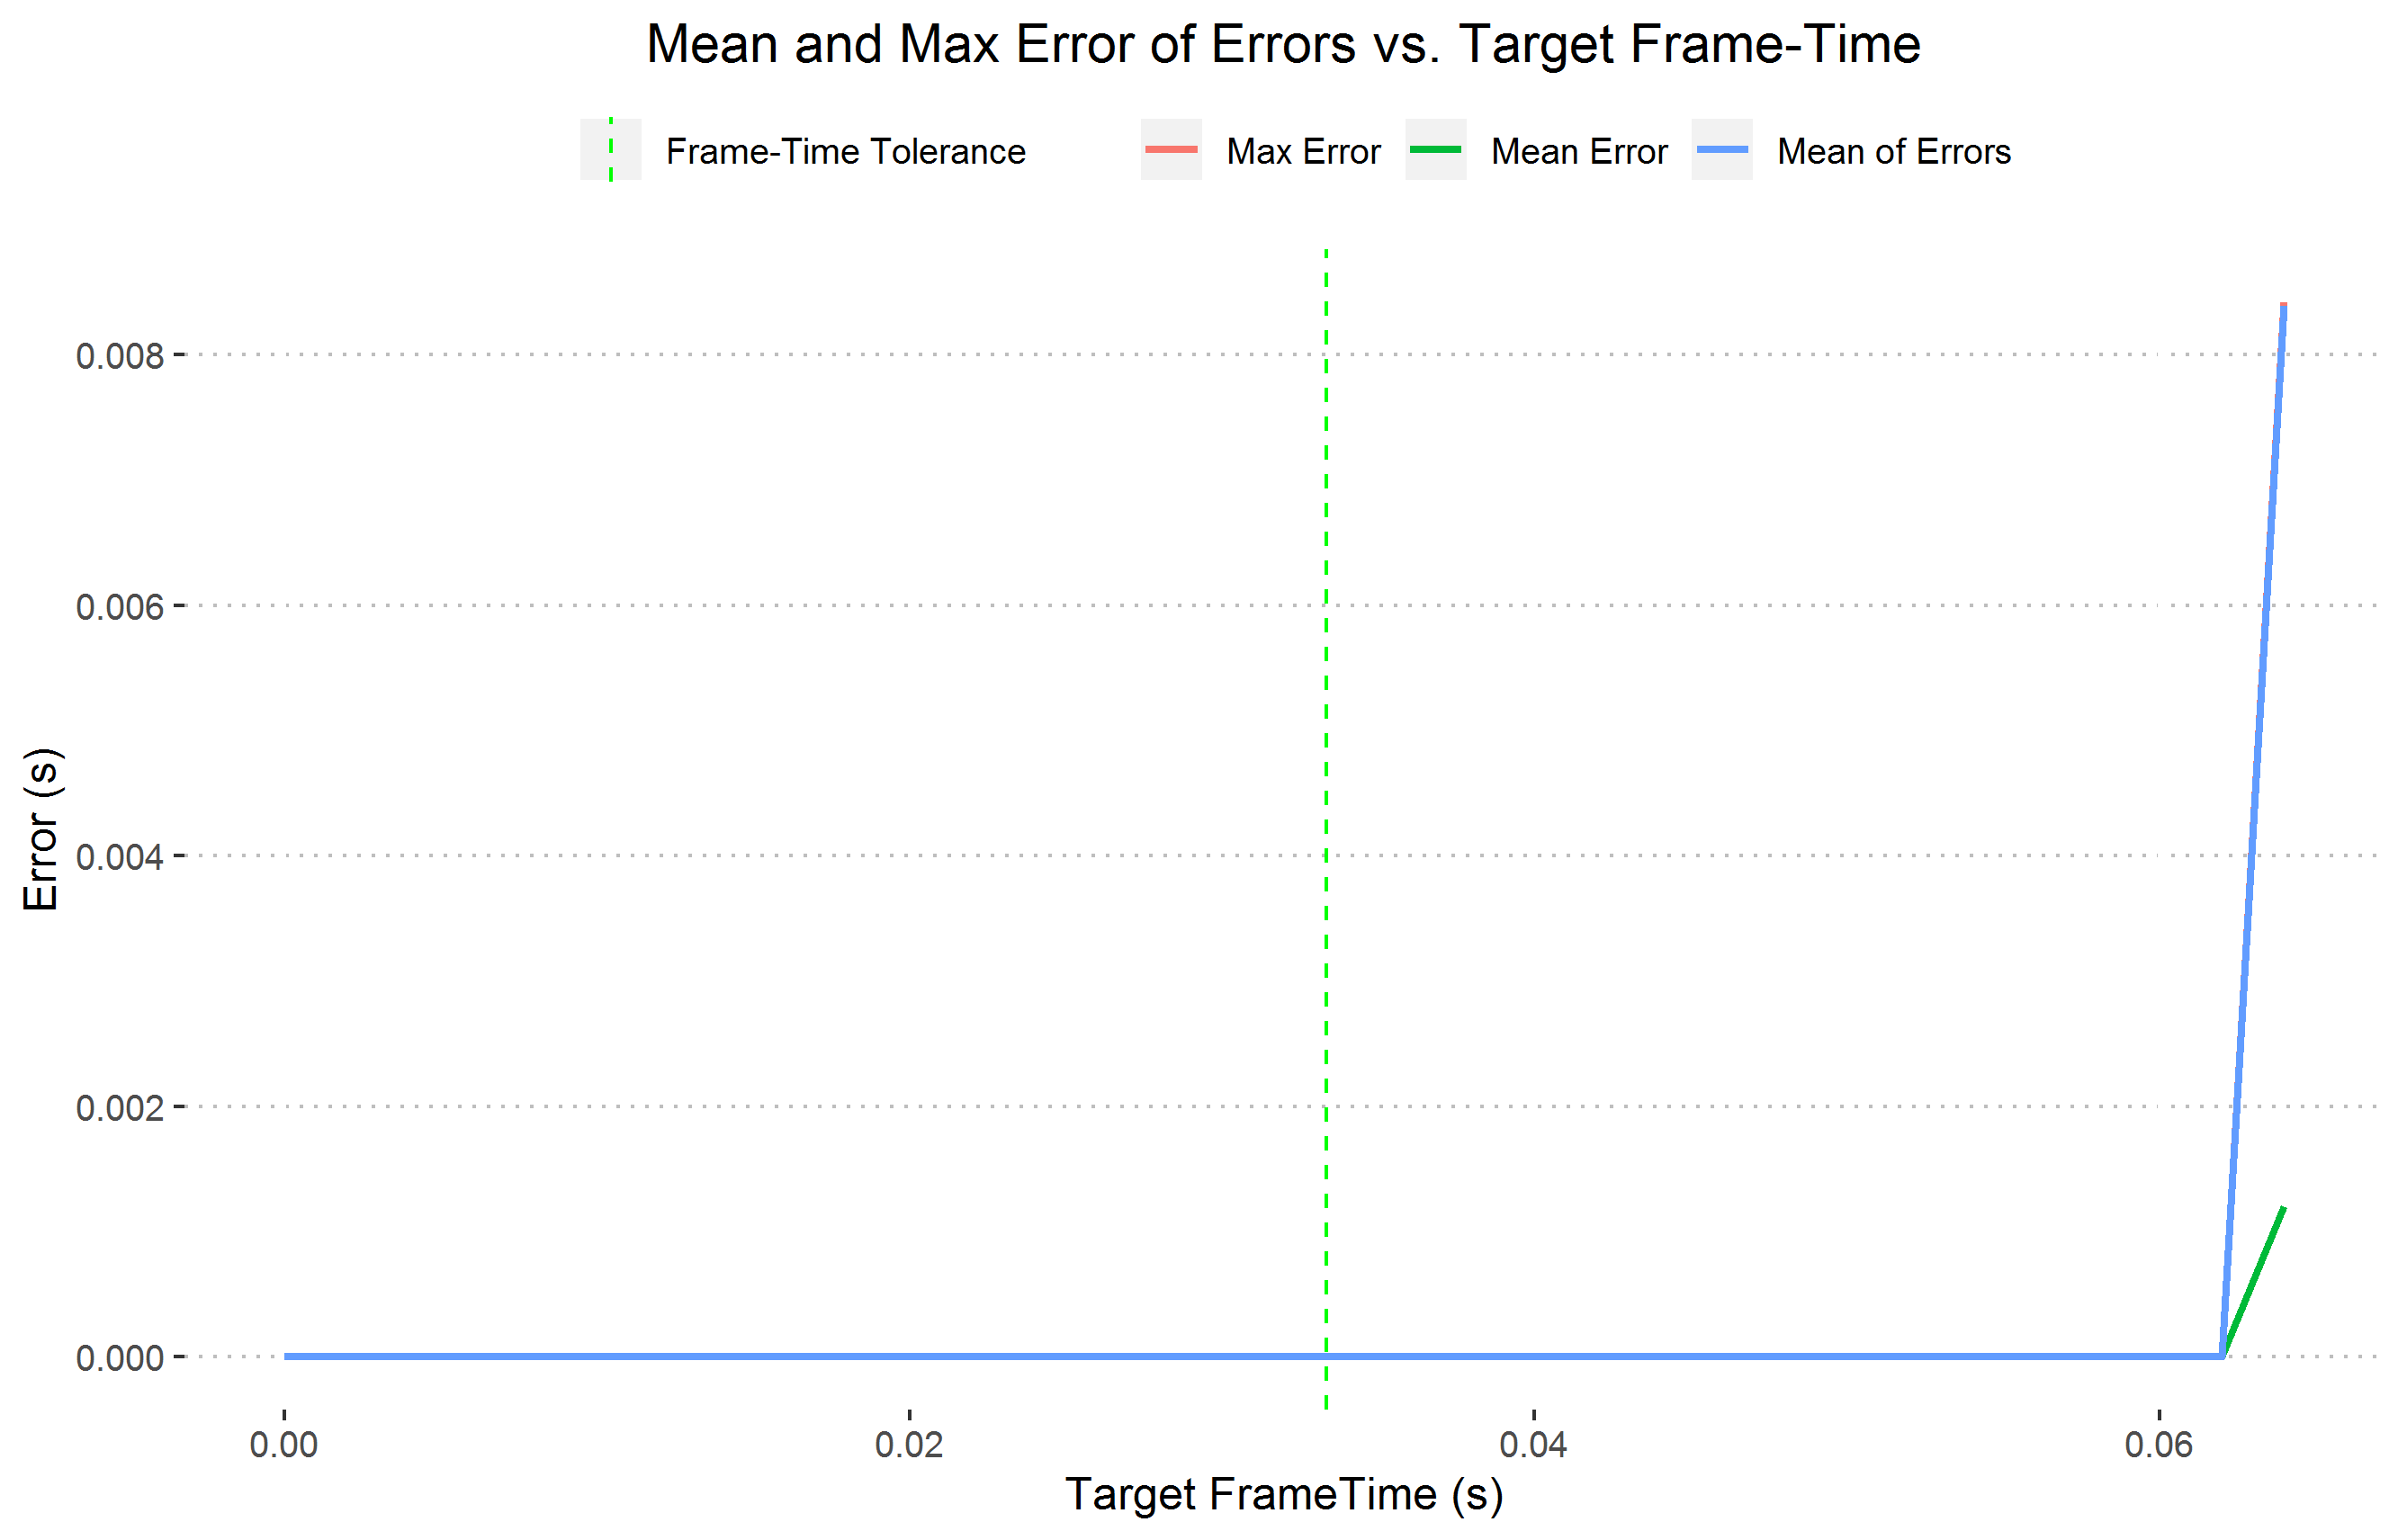 Mean and Max Error of Errors vs. Target Frame-Time
Frame-Time Tolerance Max Error Mean Error Mean of Errors
Error (s)
0.008
0.006
0.004
0.002
0.000
0.00 0.02 0.04 0.06
Target FrameTime (s)